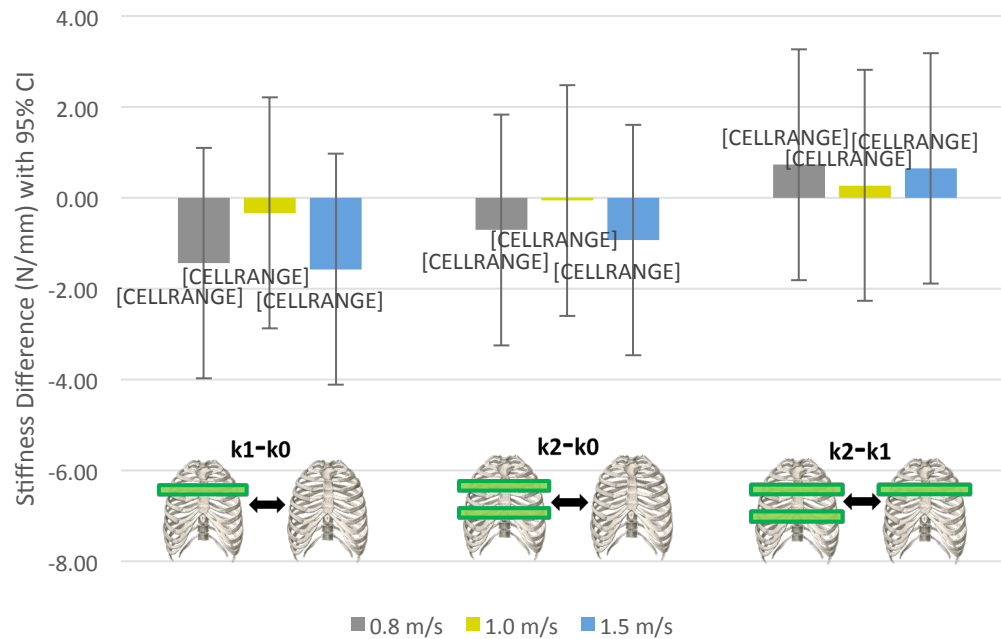 Stiffness Difference (N/mm) with 95% CI
4.00
2.00
0.00
-2.00
-4.00
-6.00
-8.00
[CELLRANGE]
[CELLRANGE]
[CELLRANGE]
[CELLRANGE]
[CELLRANGE]
[CELLRANGE]
[CELLRANGE]
[CELLRANGE]
[CELLRANGE]
k1-k0
k2-k0
k2-k1
0.8 m/s
1.0 m/s
1.5 m/s